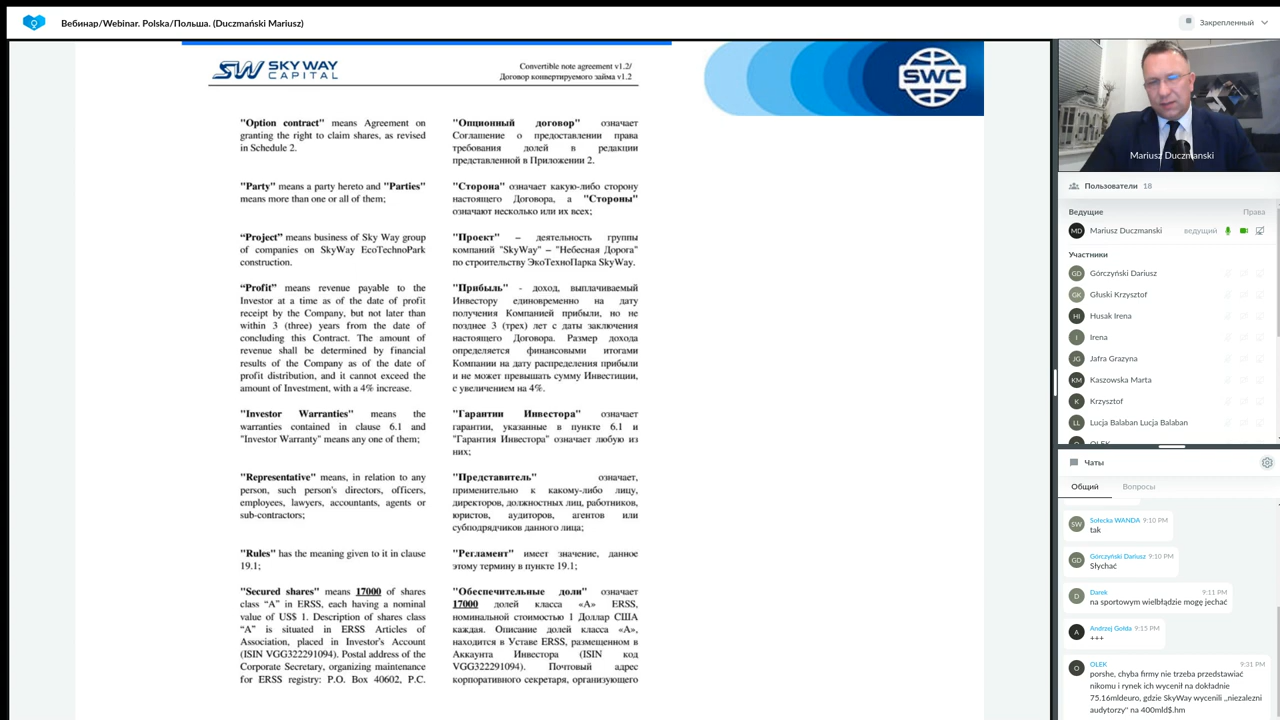 Вебинар/Webinar. Polska/Польша. (Duczmański Mariusz)
Закрепленный
SKY WAY
CAPITAL
Convertible note agreement v1.2/
Договор конвертируемого займа v1.2
SWC
"Option contract" means Agreement on
granting the right to claim shares, as revised
in Schedule 2.
"Party" means a party hereto and "Parties"
means more than one or all of them;
“Project” means business of Sky Way group
of companies on SkyWay EcoTechnoPark
construction.
“Profit” means revenue payable to the
Investor at a time as of the date of profit
receipt by the Company, but not later than
within 3 (three) years from the date of
concluding this Contract. The amount of
revenue shall be determined by financial
results of the Company as of the date of
profit distribution, and it cannot exceed the
amount of Investment, with a 4% increase.
"Investor Warranties" means the
warranties contained in clause 6.1 and
"Investor Warranty" means any one of them;
"Representative" means, in relation to any
person, such person's directors, officers,
employees, lawyers, accountants, agents or
sub-contractors;
"Rules" has the meaning given to it in clause
19.1;
"Secured shares" means 17000 of shares
class “A” in ERSS, each having a nominal
value of US$ 1. Description of shares class
“A” is situated in ERSS Articles of
Association, placed in Investor's Account
(ISIN VGG322291094). Postal address of the
Corporate Secretary, organizing maintenance
for ERSS registry: P.O. Box 40602, P.C.
"Опционный договор" означает
Соглашение о предоставлении права
требования долей в редакции
представленной в Приложении 2.
"Сторона" означает какую-либо сторону
настоящего Договора, а "Стороны"
означают несколько или их всех;
"Проект" – деятельность группы
компаний "SkyWay" – "Небесная Дорога"
по строительству ЭкоТехноПарка SkyWay.
"Прибыль" - доход, выплачиваемый
Инвестору единовременно на дату
получения Компанией прибыли, но не
позднее 3 (трех) лет с даты заключения
настоящего Договора. Размер дохода
определяется финансовыми итогами
Компании на дату распределения прибыли
и не может превышать сумму Инвестиции,
с увеличением на 4%.
"Гарантии Инвестора" означает
гарантии, указанные в пункте 6.1 и
"Гарантия Инвестора" означает любую из
них;
"Представитель" означает,
применительно к какому-либо лицу,
директоров, должностных лиц, работников,
юристов, аудиторов, агентов или
субподрядчиков данного лица;
"Регламент" имеет значение, данное
этому термину в пункте 19.1;
"Обеспечительные доли" означает
17000 долей класса «А» ERSS,
номинальной стоимостью 1 Доллар США
каждая. Описание долей класса «А»,
находится в Уставе ERSS, размещенном в
Аккаунта Инвестора (ISIN код
VGG322291094). Почтовый адрес
корпоративного секретаря, организующего
Mariusz Duczmanski
Пользователи 18
Ведущие Права
MD Mariusz Duczmanski ведущий
Участники
GD Górczyński Dariusz
GK Głuski Krzysztof
HI Husak Irena
I Irena
JG Jafra Grazyna
KM Kaszowska Marta
K Krzysztof
LL Lucja Balaban Lucja Balaban
OLEK
Чаты
Общий Вопросы
SW Sołecka WANDA 9:10 PM
tak
GD Górczyński Dariusz 9:10 PM
Słychać
D Darek 9:11 PM
na sportowym wielbłądzie mogę jechać
A Andrzej Gołda 9:15 PM
+++
O OLEK 9:31 PM
porshe, chyba firmy nie trzeba przedstawiać
nikomu i rynek ich wycenił na dokładnie
75.16mldeuro, gdzie SkyWay wycenili ,,niezalezni
audytorzy" na 400mld$.hm